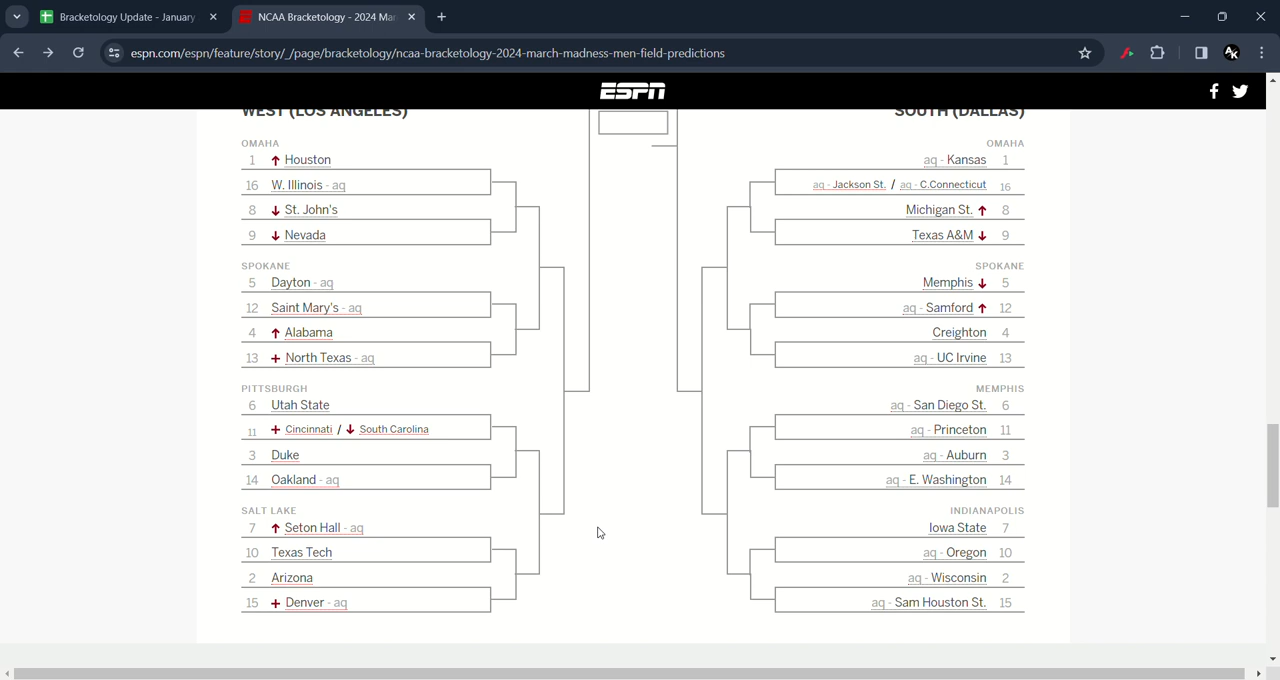 Bracketology Update - January
NCAA Bracketology - 2024 Mar
espn.com/espn/feature/story/_/page/bracketology/ncaa-bracketology-2024-march-madness-men-field-predictions
AK
ESPN
WEST (LOS ANGELES)
OMAHA
1 ↑ Houston
16 W. Illinois - aq
8 ↓ St. John's
9 ↓ Nevada
SPOKANE
5 Dayton - aq
12 Saint Mary's - aq
4 ↑ Alabama
13 + North Texas - aq
PITTSBURGH
6 Utah State
11 + Cincinnati / ↓ South Carolina
3 Duke
14 Oakland - aq
SALT LAKE
7 ↑ Seton Hall - aq
10 Texas Tech
2 Arizona
15 + Denver - aq
SOUTH (DALLAS)
OMAHA
aq - Kansas 1
aq - Jackson St. / aq - C.Connecticut 16
Michigan St. ↑ 8
Texas A&M ↓ 9
SPOKANE
Memphis ↓ 5
aq - Samford ↑ 12
Creighton 4
aq - UC Irvine 13
MEMPHIS
aq - San Diego St. 6
aq - Princeton 11
aq - Auburn 3
aq - E. Washington 14
INDIANAPOLIS
Iowa State 7
aq - Oregon 10
aq - Wisconsin 2
aq - Sam Houston St. 15